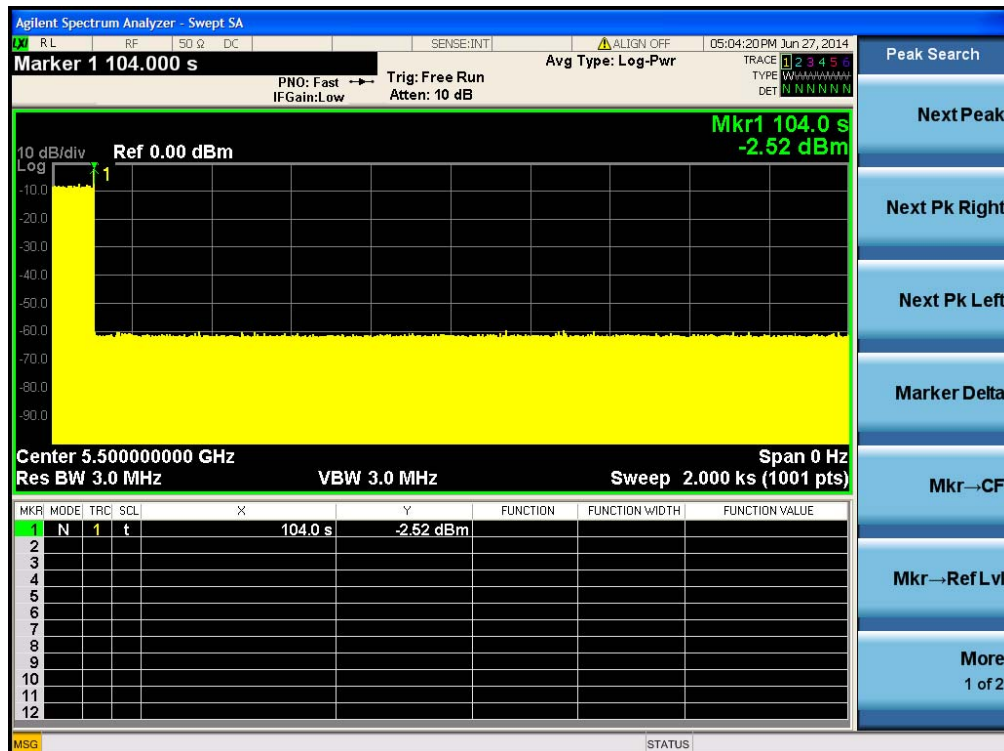 Agilent Spectrum Analyzer - Swept SA
LXI RL RF 50 Ω DC SENSE:INT ALIGN OFF 05:04:20 PM Jun 27, 2014
Marker 1 104.000 s
PNO: Fast
IFGain:Low
Trig: Free Run
Atten: 10 dB
Avg Type: Log-Pwr
TRACE 1 2 3 4 5 6
TYPE WWWWWW
DET N N N N N N
Mkr1 104.0 s
-2.52 dBm
10 dB/div
Log
Ref 0.00 dBm
1
-10.0
-20.0
-30.0
-40.0
-50.0
-60.0
-70.0
-80.0
-90.0
Center 5.500000000 GHz Span 0 Hz
Res BW 3.0 MHz VBW 3.0 MHz Sweep 2.000 ks (1001 pts)
MKR MODE TRC SCL X Y FUNCTION FUNCTION WIDTH FUNCTION VALUE
1 N 1 t 104.0 s -2.52 dBm
2
3
4
5
6
7
8
9
10
11
12
MSG STATUS
Peak Search
Next Peak
Next Pk Right
Next Pk Left
Marker Delta
Mkr→CF
Mkr→Ref Lvl
More
1 of 2